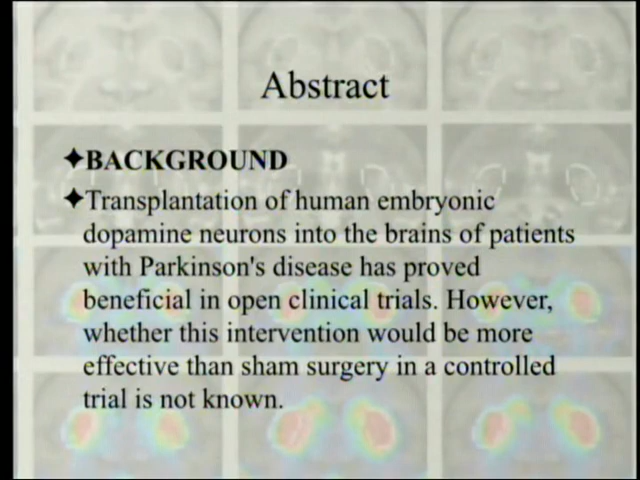 Abstract
✦BACKGROUND
✦Transplantation of human embryonic
dopamine neurons into the brains of patients
with Parkinson's disease has proved
beneficial in open clinical trials. However,
whether this intervention would be more
effective than sham surgery in a controlled
trial is not known.